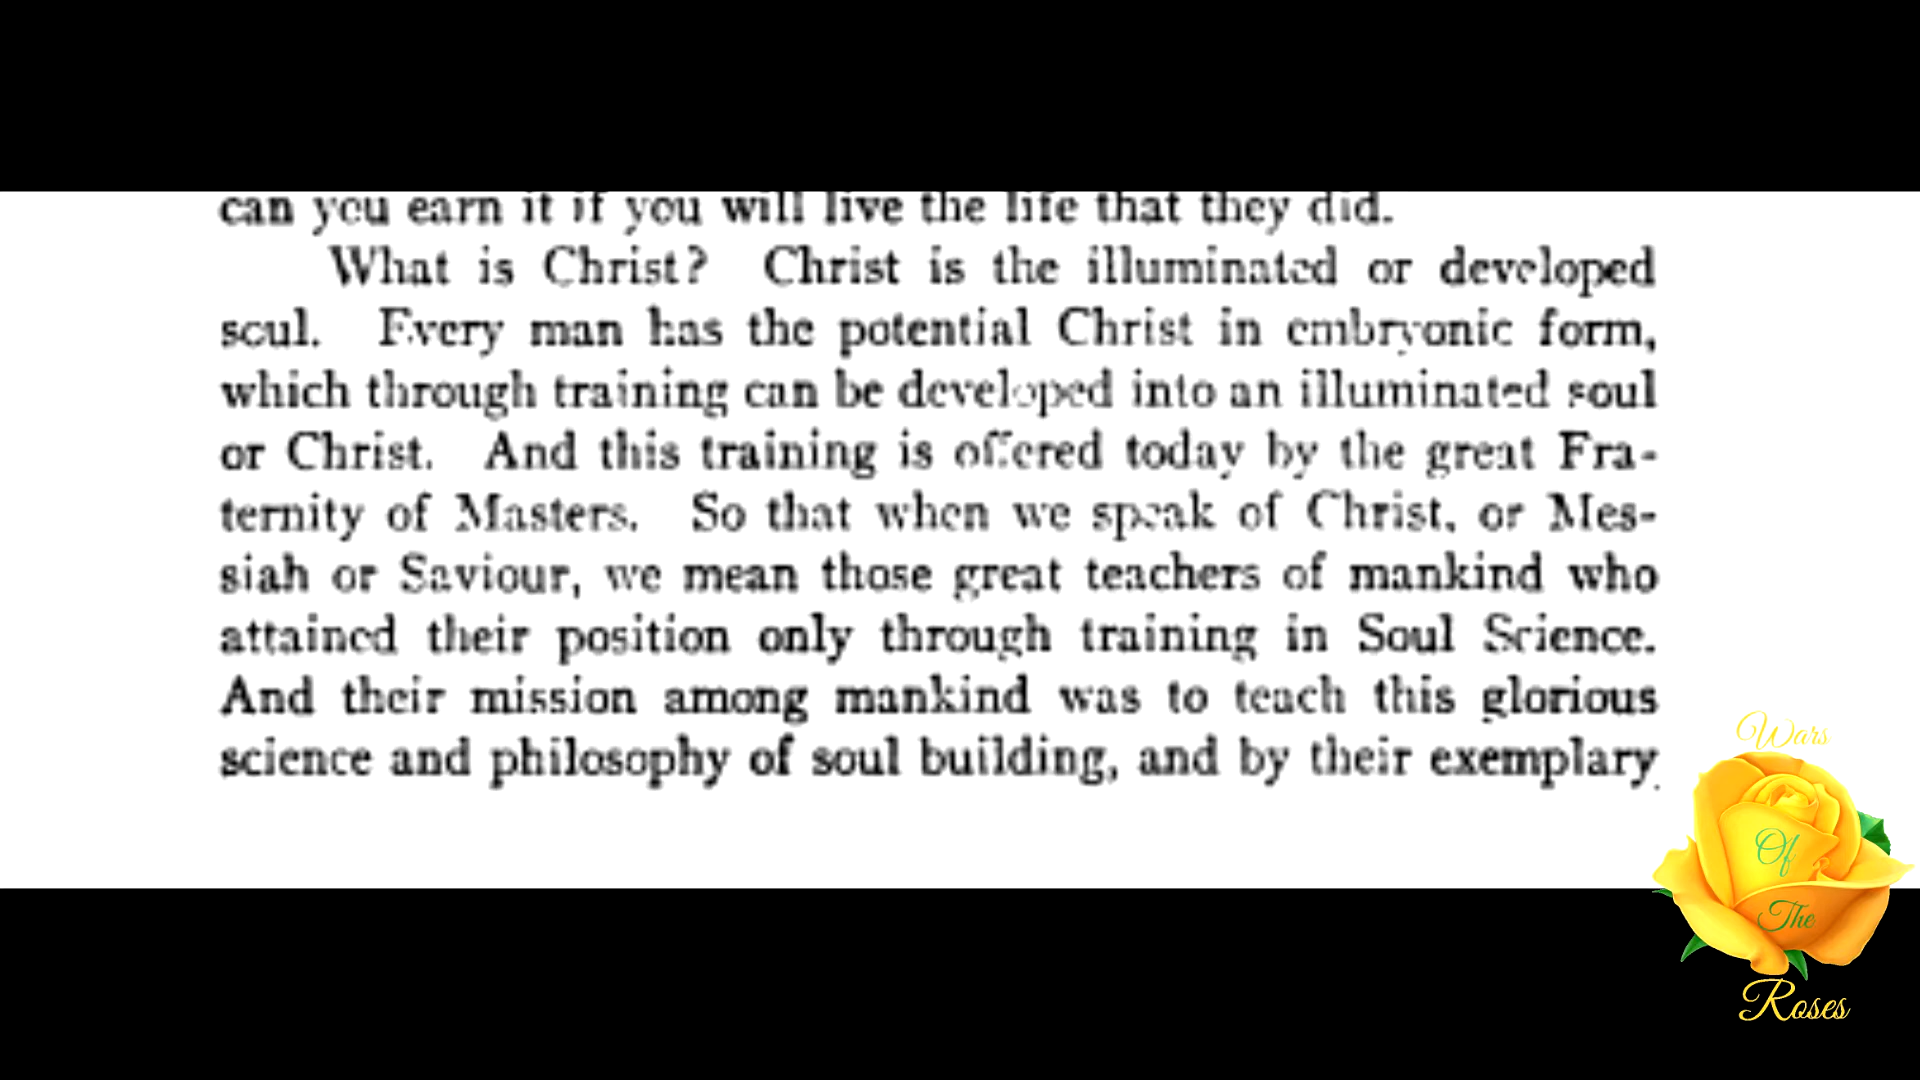 can you earn it if you will live the life that they did.
What is Christ? Christ is the illuminated or developed
soul. Every man has the potential Christ in embryonic form,
which through training can be developed into an illuminated soul
or Christ. And this training is offered today by the great Fra-
ternity of Masters. So that when we speak of Christ, or Mes-
siah or Saviour, we mean those great teachers of mankind who
attained their position only through training in Soul Science.
And their mission among mankind was to teach this glorious
science and philosophy of soul building, and by their exemplary
Wars
Of
The
Roses